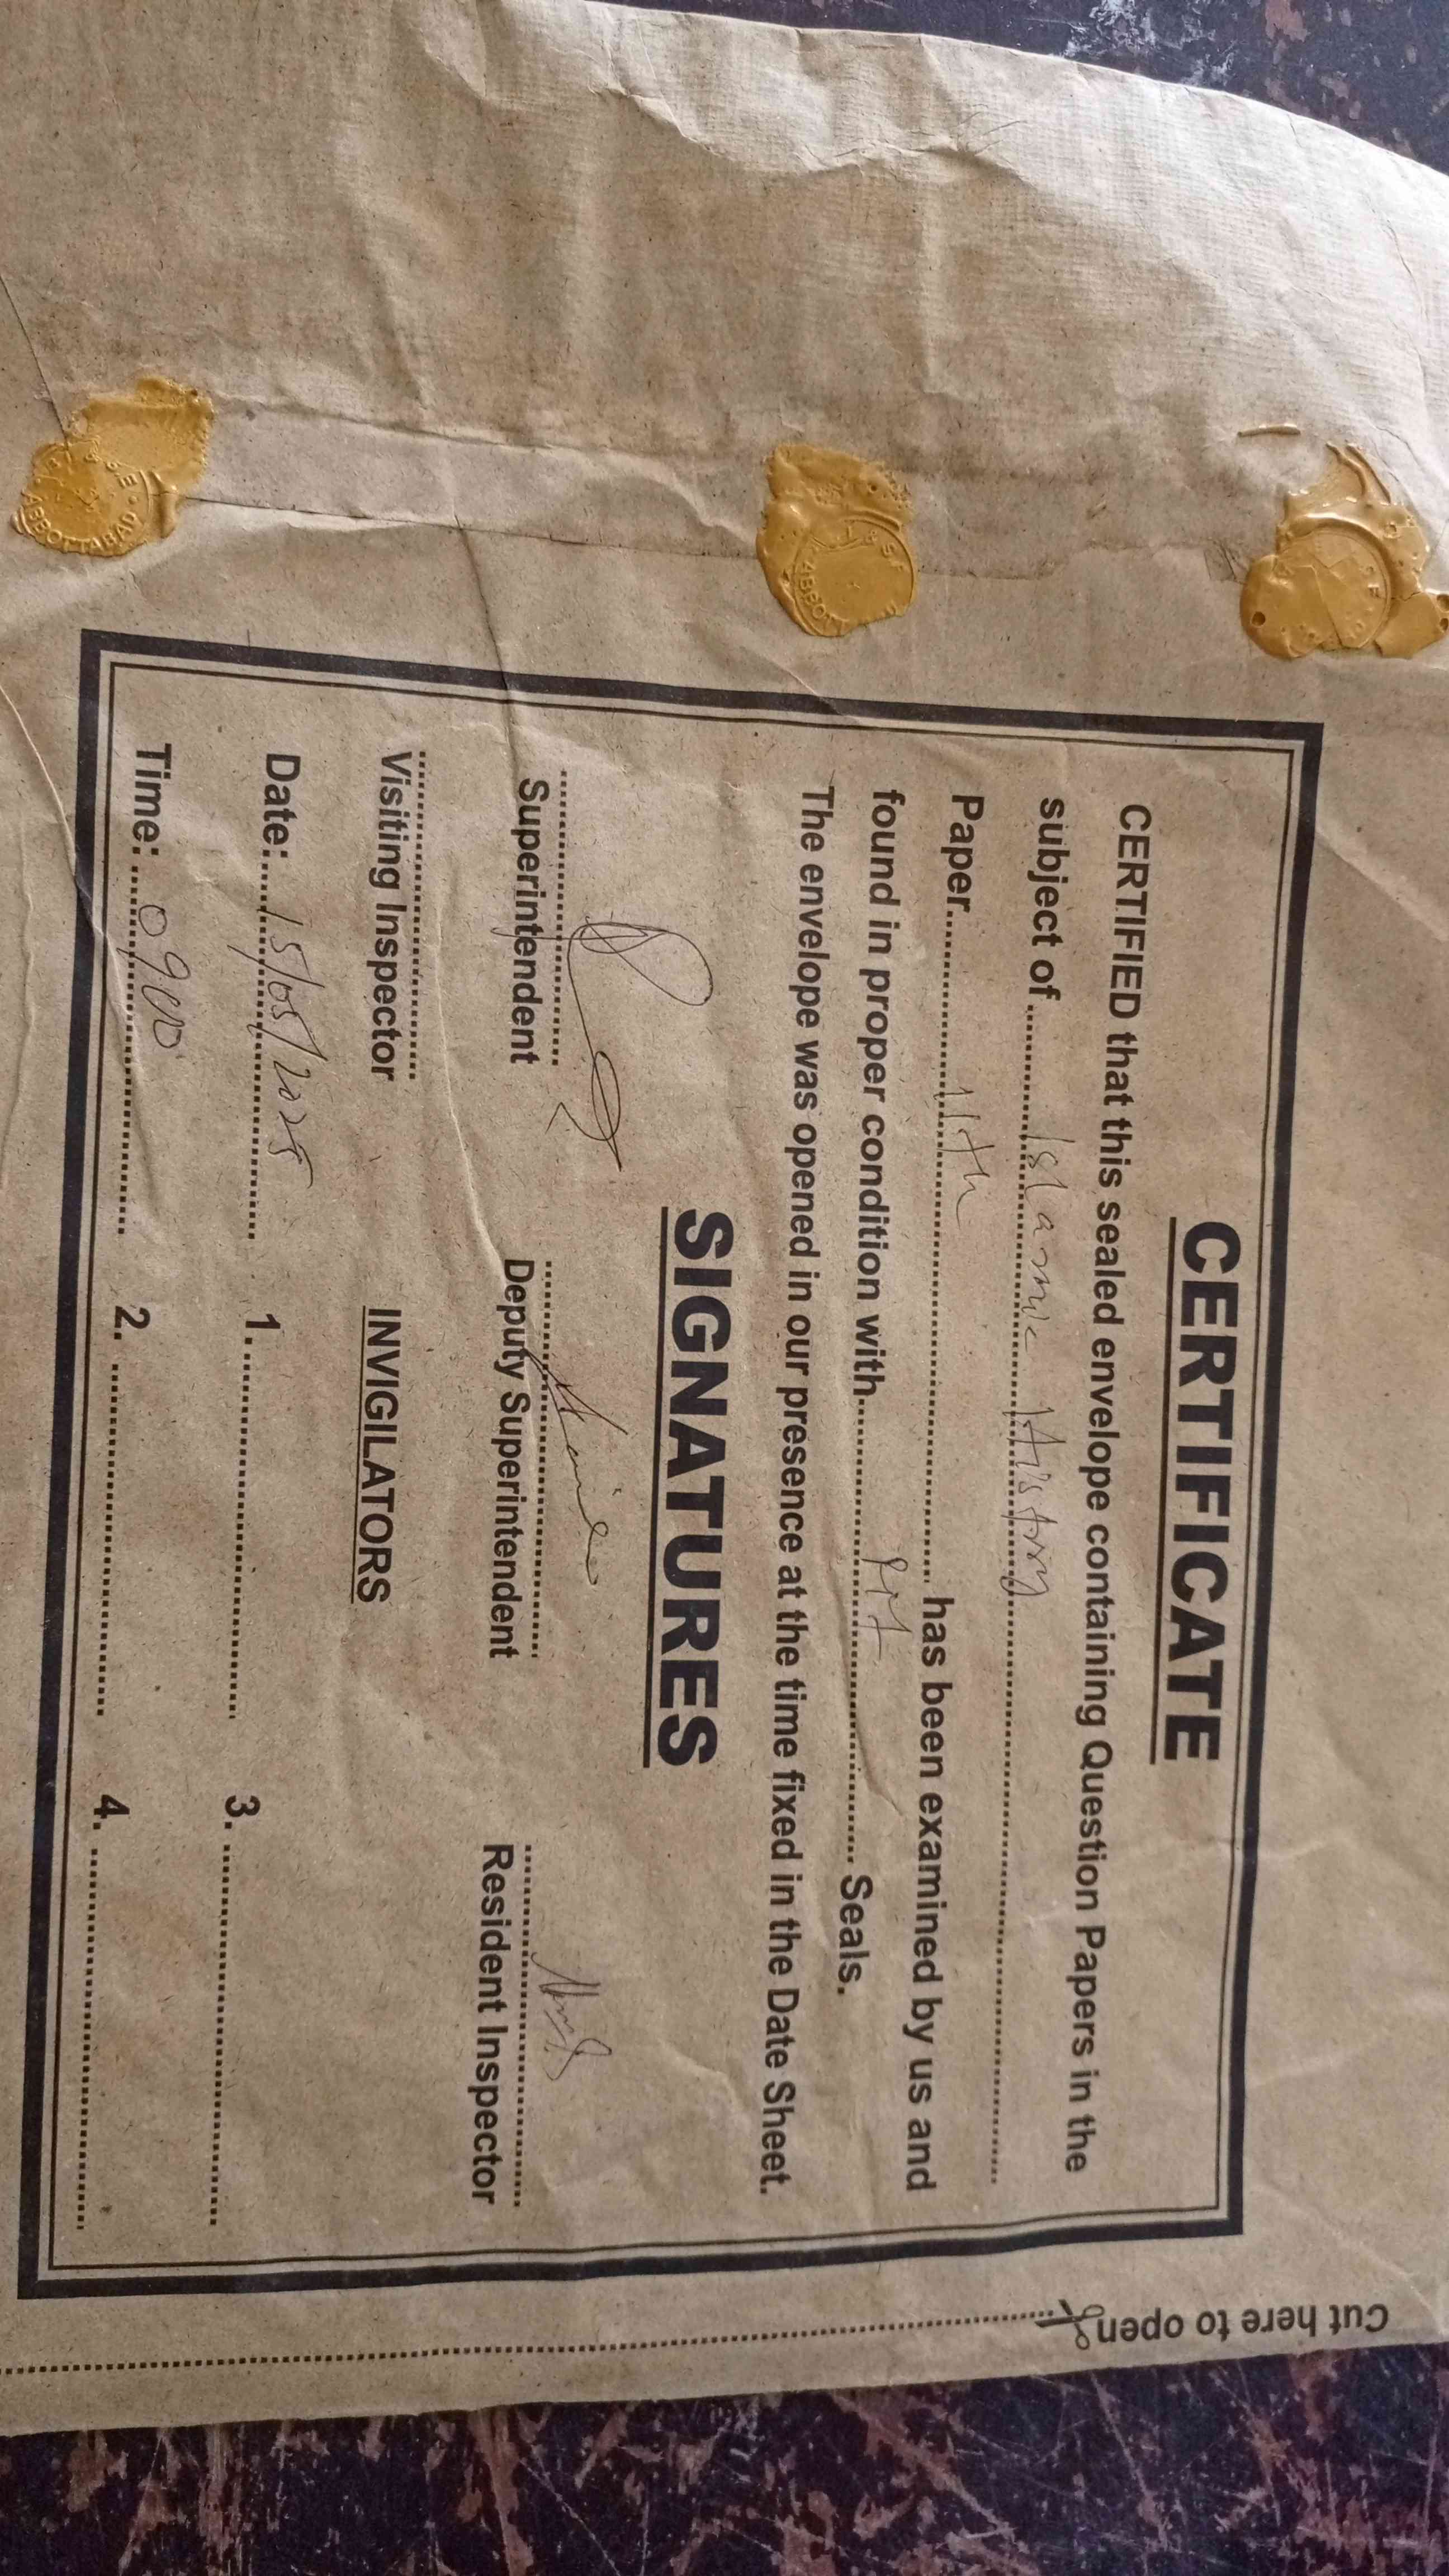 CERTIFICATE
CERTIFIED that this sealed envelope containing Question Papers in the
subject of Islamic History
Paper 11th has been examined by us and
found in proper condition with Seals.
The envelope was opened in our presence at the time fixed in the Date Sheet.
SIGNATURES
Superintendent Deputy Superintendent Resident Inspector
Visiting Inspector INVIGILATORS
Date: 15/05/2025 1. 3.
Time: 0900 2. 4.
Cut here to open
ABBOTTABAD